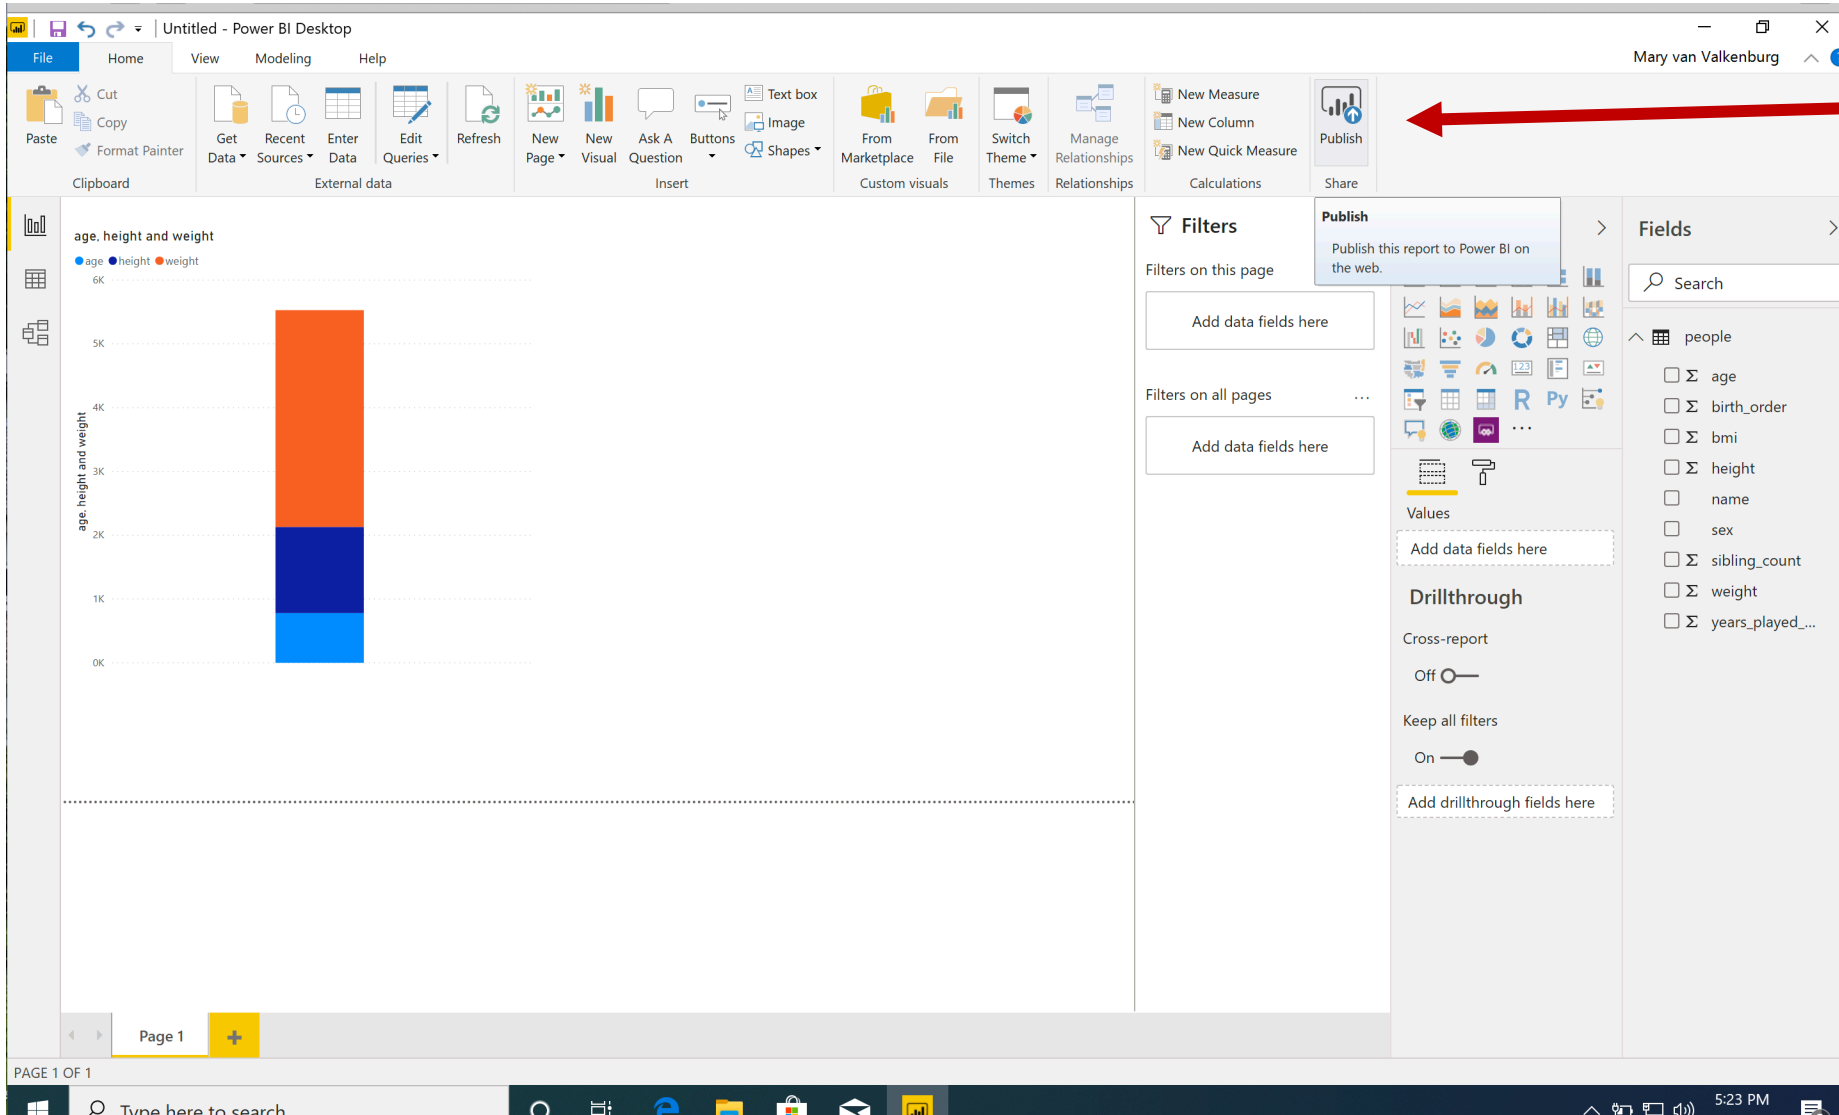 Untitled - Power BI Desktop
File Home View Modeling Help
Mary van Valkenburg
Paste
Cut
Copy
Format Painter
Clipboard
Get Data
Recent Sources
Enter Data
Edit Queries
Refresh
External data
New Page
New Visual
Ask A Question
Buttons
Text box
Image
Shapes
Insert
From Marketplace
From File
Custom visuals
Switch Theme
Themes
Manage Relationships
Relationships
New Measure
New Column
New Quick Measure
Calculations
Publish
Share
Publish
Publish this report to Power BI on
the web.
age, height and weight
age height weight
6K
5K
4K
3K
2K
1K
0K
age, height and weight
Filters
Filters on this page
Add data fields here
Filters on all pages ...
Add data fields here
123
R Py
...
Values
Add data fields here
Drillthrough
Cross-report
Off
Keep all filters
On
Add drillthrough fields here
Fields
Search
people
Σ age
Σ birth_order
Σ bmi
Σ height
name
sex
Σ sibling_count
Σ weight
Σ years_played_...
Page 1
PAGE 1 OF 1
Type here to search
5:23 PM